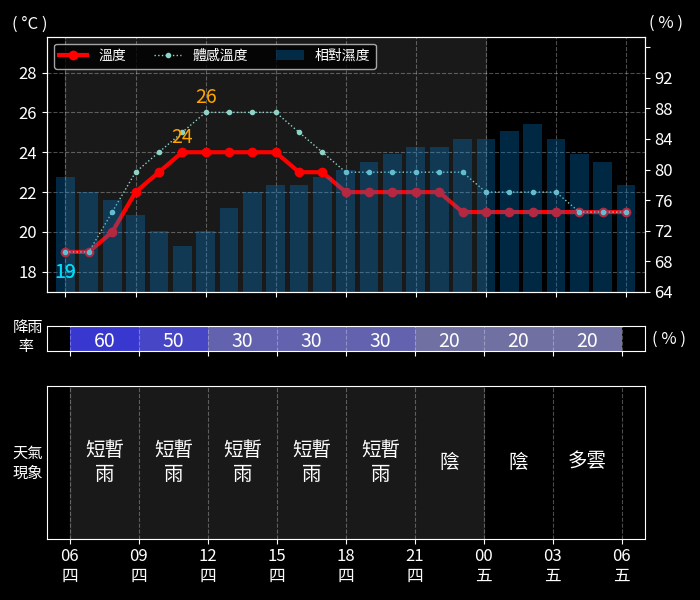 ( °C )
( % )
溫度 體感溫度 相對濕度
28
26
24
22
20
18
92
88
84
80
76
72
68
64
26
24
19
降雨
率
60 50 30 30 30 20 20 20
( % )
天氣
現象
短暫
雨
短暫
雨
短暫
雨
短暫
雨
短暫
雨
陰
陰
多雲
06 09 12 15 18 21 00 03 06
四 四 四 四 四 四 五 五 五